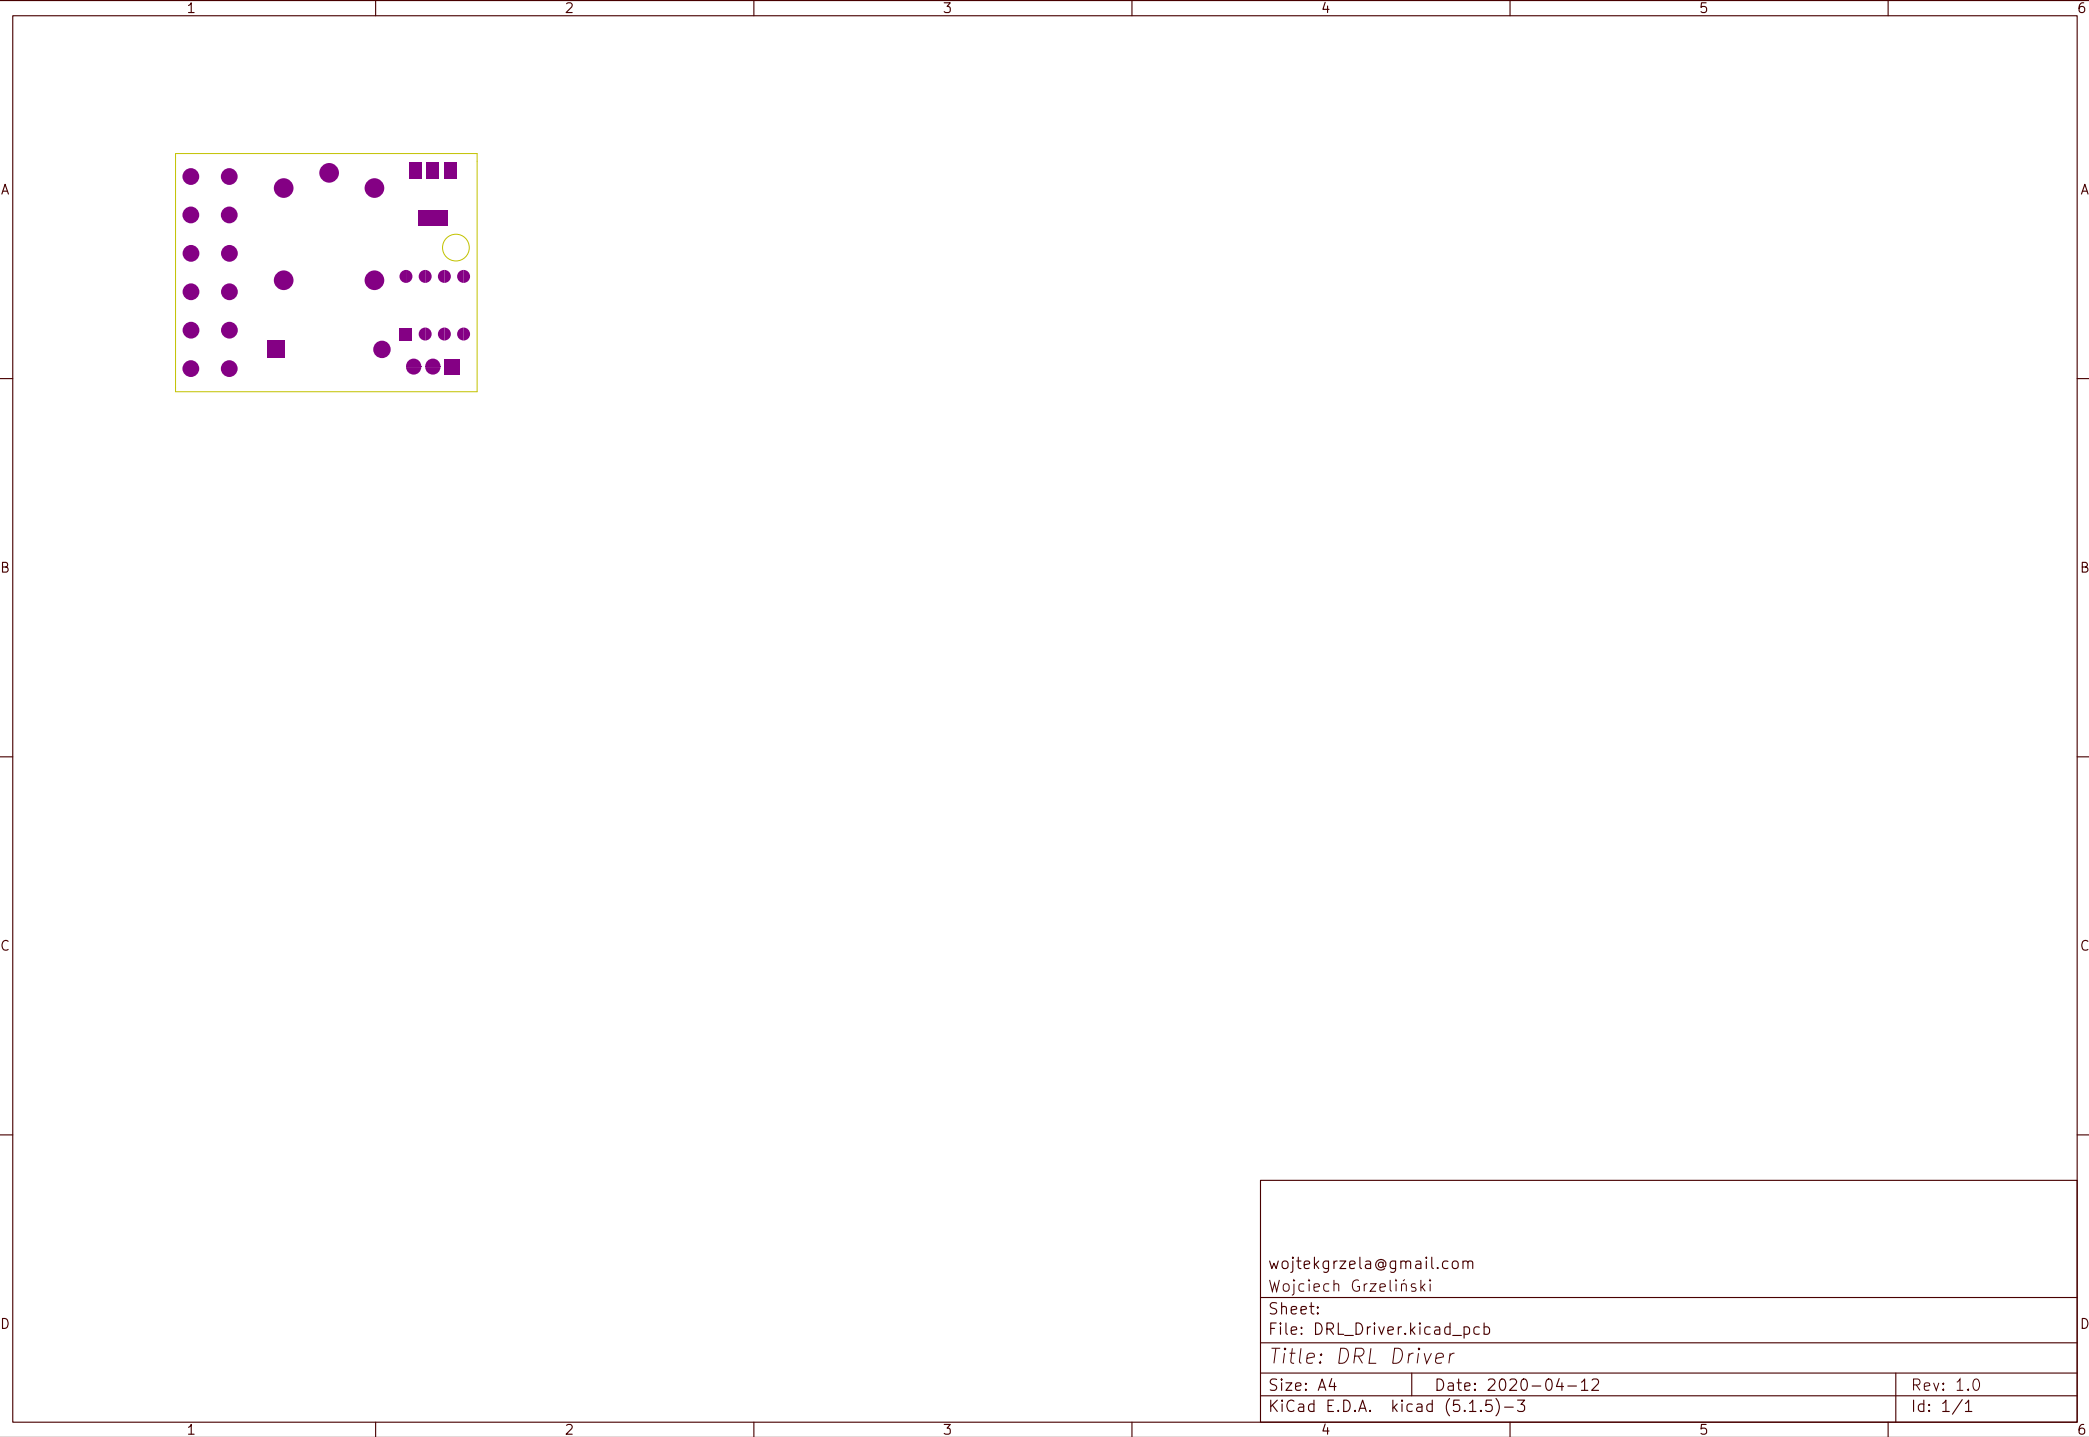 1 2 3 4 5 6
A A
B B
C C
D D
wojtekgrzela@gmail.com
Wojciech Grzeliński
Sheet:
File: DRL_Driver.kicad_pcb
Title: DRL Driver
Size: A4 Date: 2020-04-12 Rev: 1.0
KiCad E.D.A. kicad (5.1.5)-3 Id: 1/1
1 2 3 4 5 6